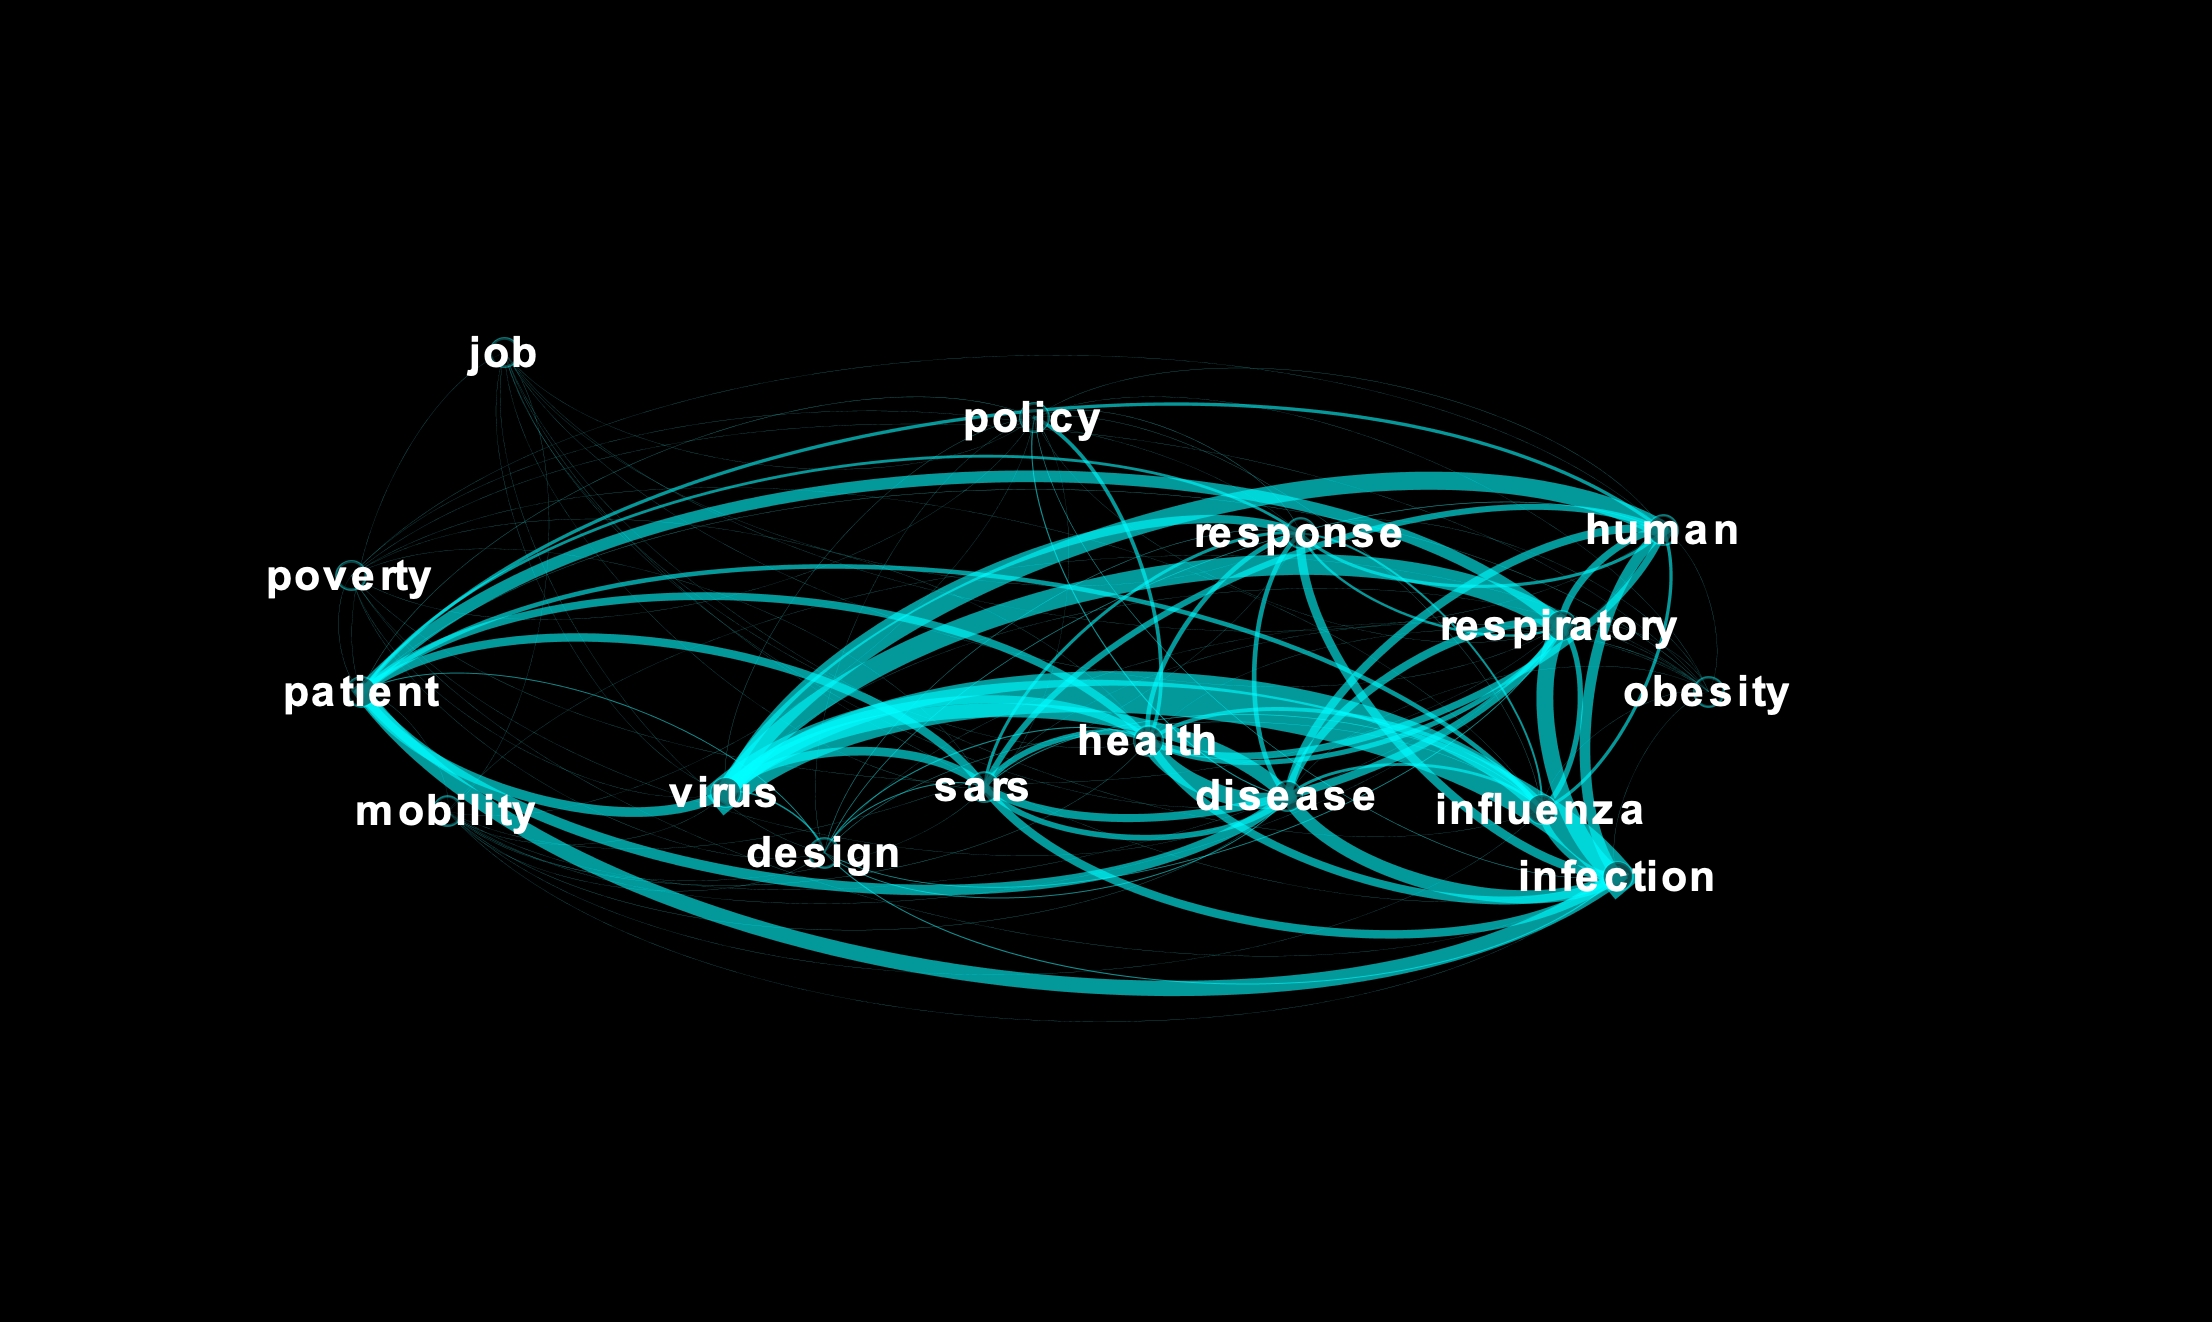 job
policy
response
human
poverty
respiratory
patient
obesity
health
virus
sars
disease
mobility
influenza
design
infection